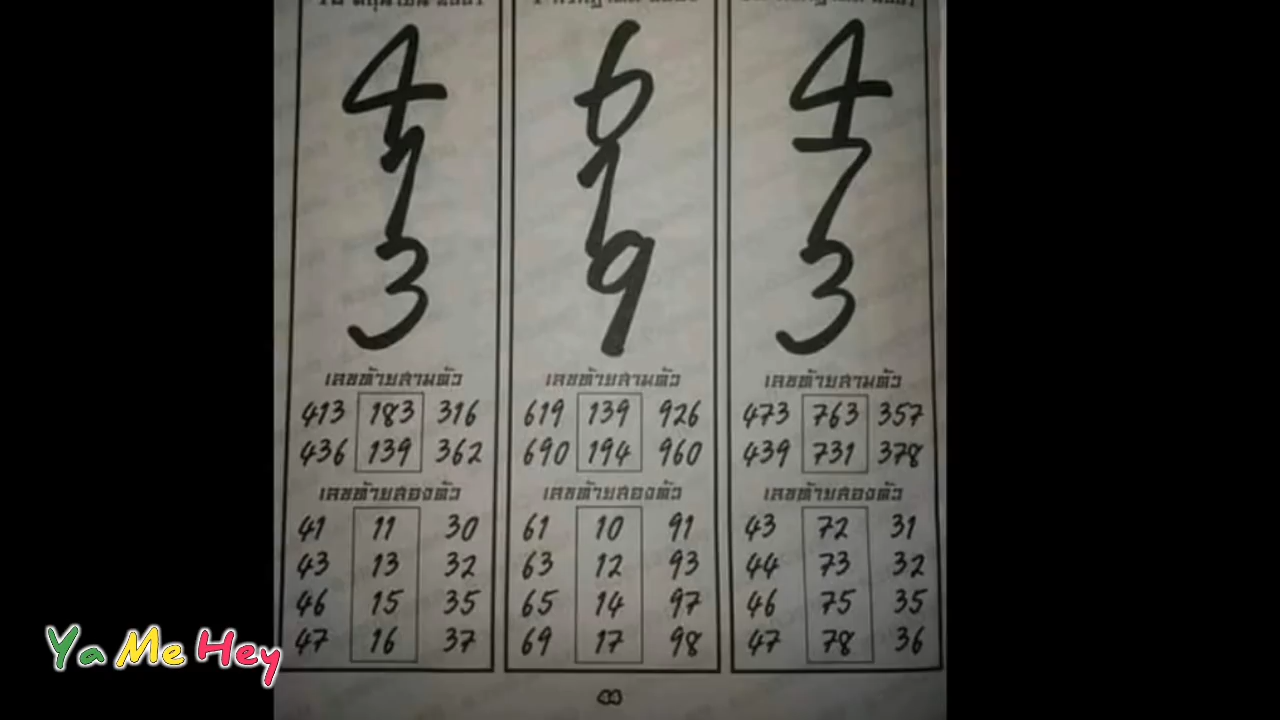 4 6 4
1 1 7
3 9 3
เลขท้ายสามตัว เลขท้ายสามตัว เลขท้ายสามตัว
413 183 316 619 139 926 473 763 357
436 139 362 690 194 960 439 731 378
เลขท้ายสองตัว เลขท้ายสองตัว เลขท้ายสองตัว
41 11 30 61 10 91 43 72 31
43 13 32 63 12 93 44 73 32
46 15 35 65 14 97 46 75 35
47 16 37 69 17 98 47 78 36
44
Ya Me Hey